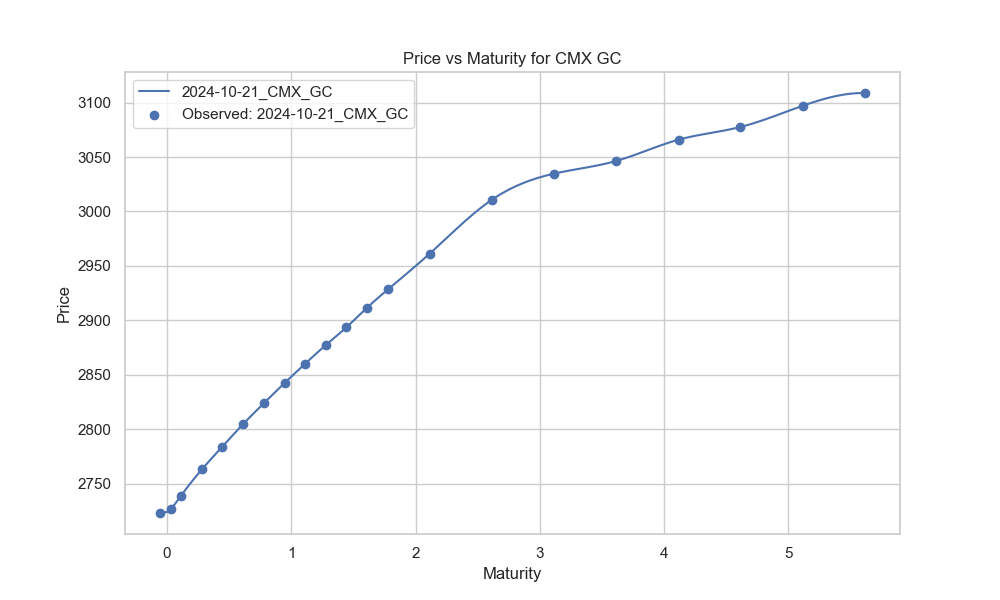 Price vs Maturity for CMX GC
2024-10-21_CMX_GC
Observed: 2024-10-21_CMX_GC
3100
3050
3000
2950
2900
2850
2800
2750
Price
0 1 2 3 4 5
Maturity